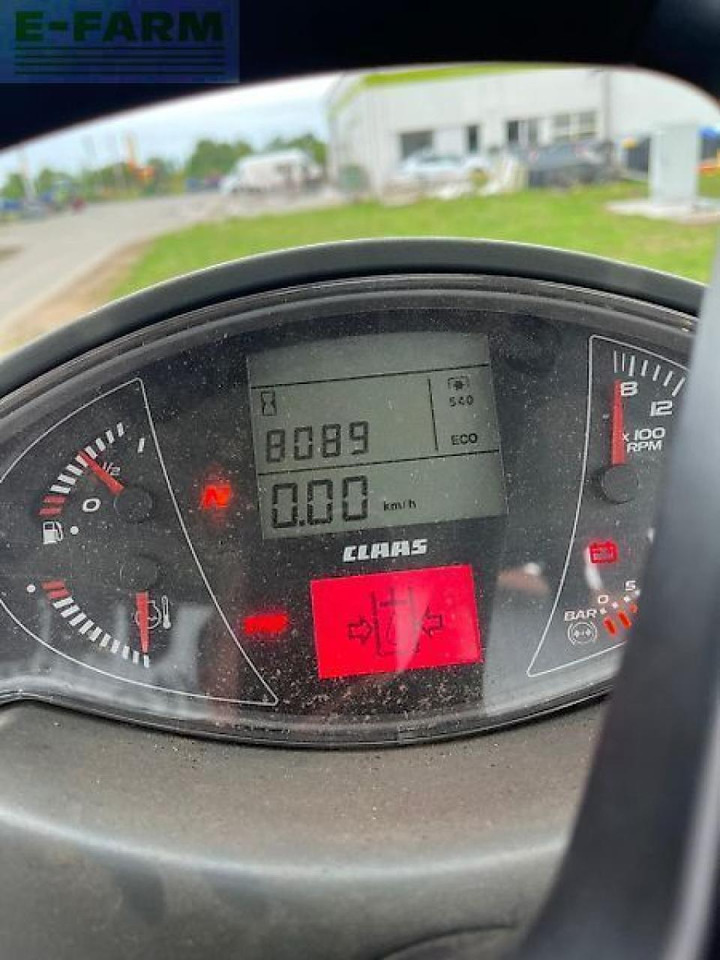 E-FARM
540
8089
ECO
0.00 km/h
CLAAS
1/2
0
1
8
12
x 100
RPM
0 5
BAR
N